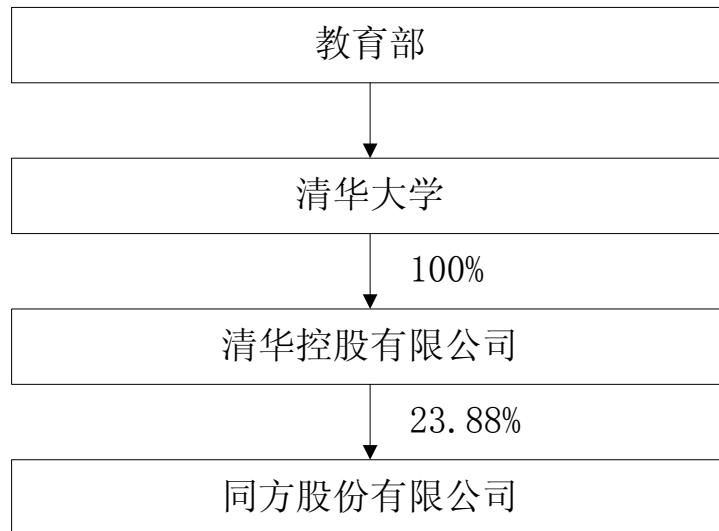 教育部
清华大学
100%
清华控股有限公司
23.88%
同方股份有限公司